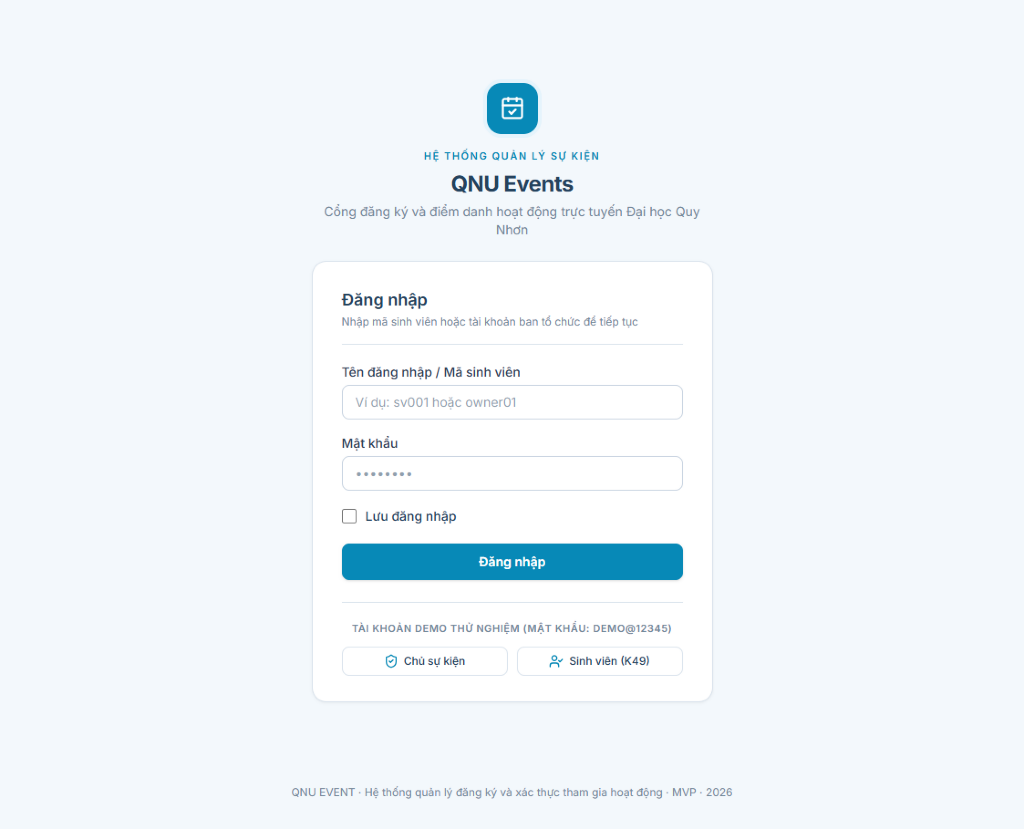 HỆ THỐNG QUẢN LÝ SỰ KIỆN
QNU Events
Cổng đăng ký và điểm danh hoạt động trực tuyến Đại học Quy
Nhơn
Đăng nhập
Nhập mã sinh viên hoặc tài khoản ban tổ chức để tiếp tục
Tên đăng nhập / Mã sinh viên
Ví dụ: sv001 hoặc owner01
Mật khẩu
••••••••
Lưu đăng nhập
Đăng nhập
TÀI KHOẢN DEMO THỬ NGHIỆM (MẬT KHẨU: DEMO@12345)
Chủ sự kiện
Sinh viên (K49)
QNU EVENT · Hệ thống quản lý đăng ký và xác thực tham gia hoạt động · MVP · 2026